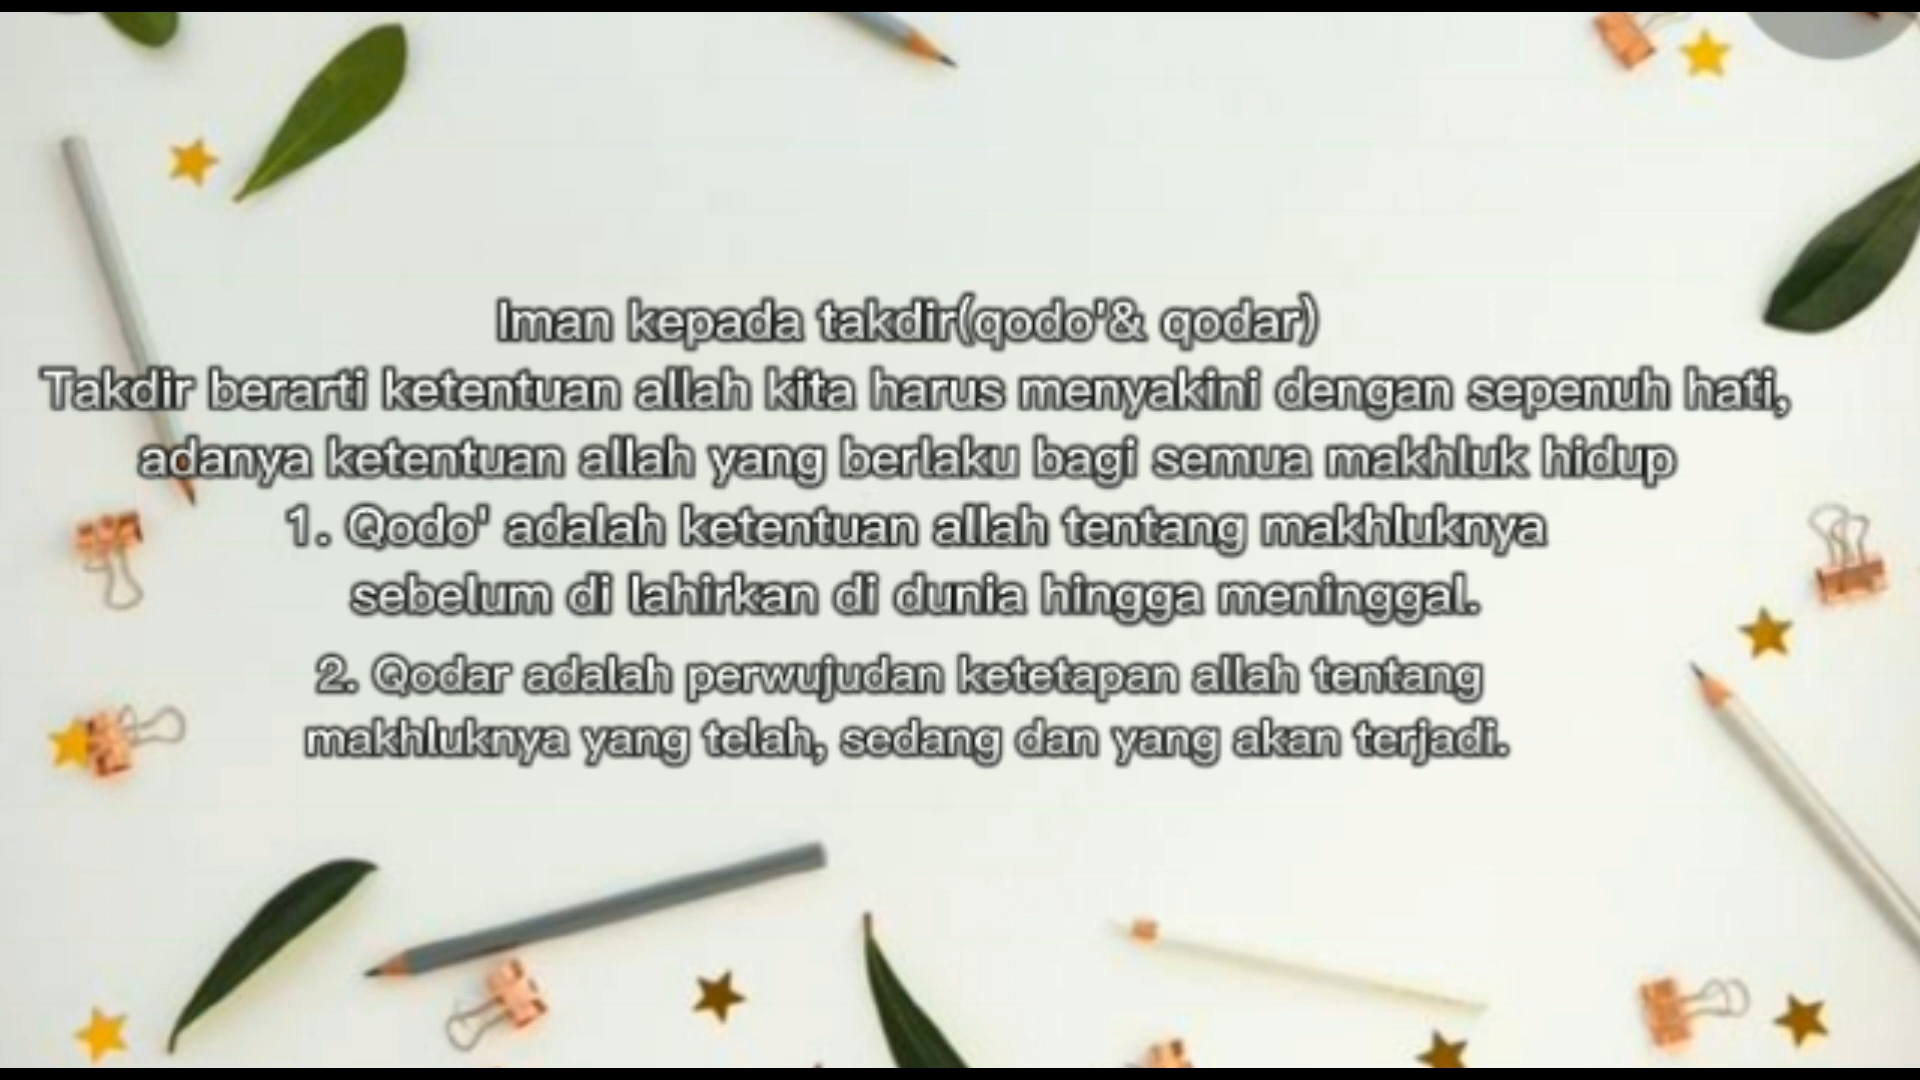 Iman kepada takdir(qodo'& qodar)
Takdir berarti ketentuan allah kita harus menyakini dengan sepenuh hati,
adanya ketentuan allah yang berlaku bagi semua makhluk hidup
1. Qodo' adalah ketentuan allah tentang makhluknya
sebelum di lahirkan di dunia hingga meninggal.
2. Qodar adalah perwujudan ketetapan allah tentang
makhluknya yang telah, sedang dan yang akan terjadi.